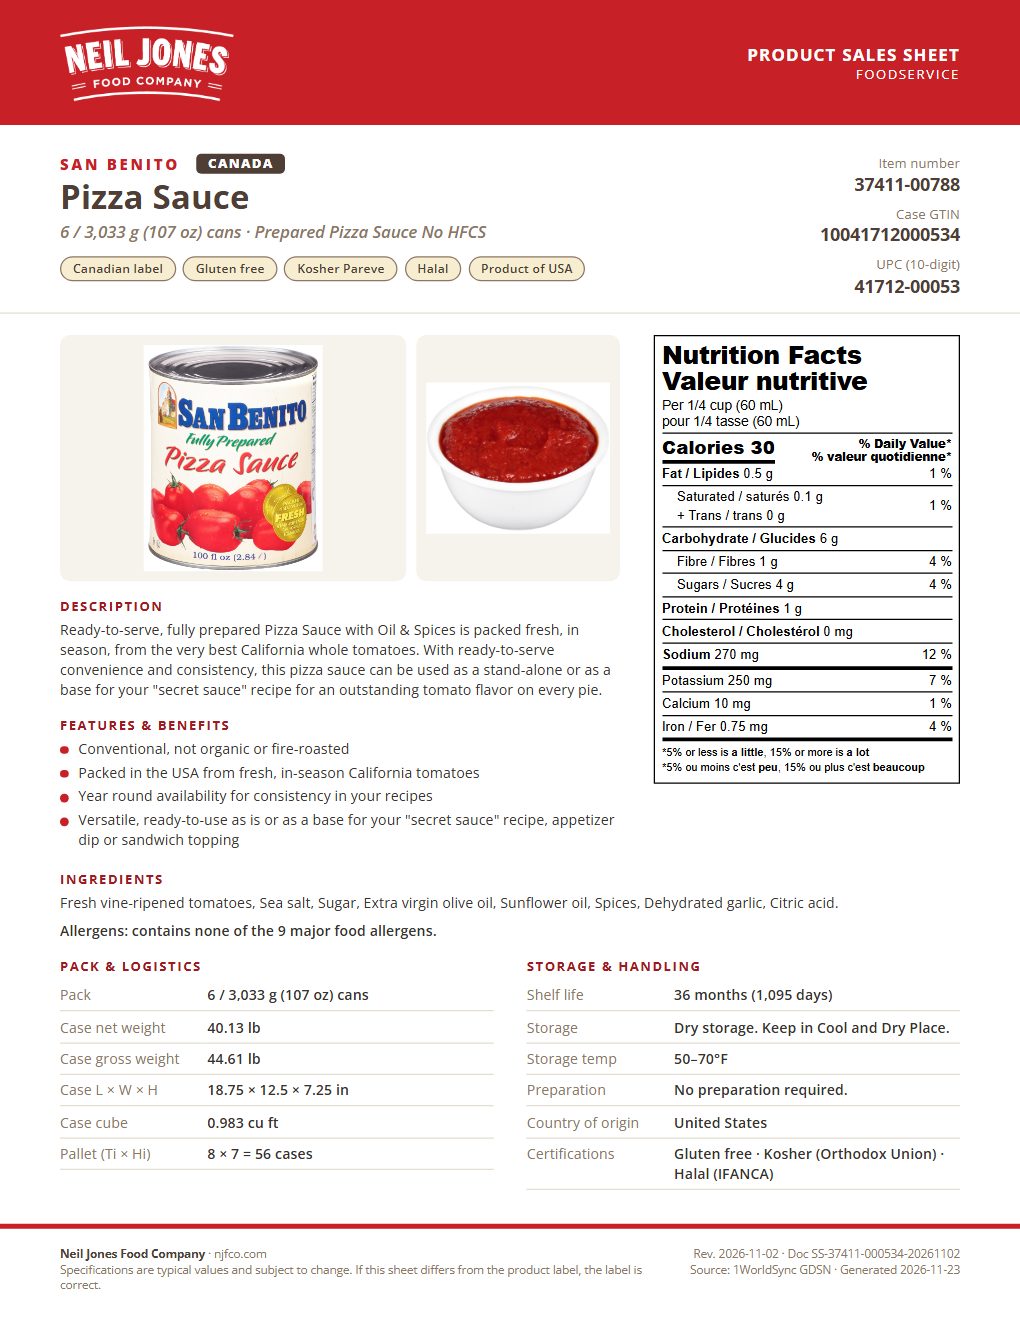 NEIL JONES
FOOD COMPANY
PRODUCT SALES SHEET
FOODSERVICE
SAN BENITO CANADA
Pizza Sauce
6 / 3,033 g (107 oz) cans · Prepared Pizza Sauce No HFCS
Canadian label Gluten free Kosher Pareve Halal Product of USA
Item number
37411-00788
Case GTIN
10041712000534
UPC (10-digit)
41712-00053
SAN BENITO
Fully Prepared
Pizza Sauce
FRESH
100 fl oz (2.84 l)
Nutrition Facts
Valeur nutritive
Per 1/4 cup (60 mL)
pour 1/4 tasse (60 mL)
Calories 30
% Daily Value*
% valeur quotidienne*
Fat / Lipides 0.5 g 1 %
Saturated / saturés 0.1 g
+ Trans / trans 0 g 1 %
Carbohydrate / Glucides 6 g
Fibre / Fibres 1 g 4 %
Sugars / Sucres 4 g 4 %
Protein / Protéines 1 g
Cholesterol / Cholestérol 0 mg
Sodium 270 mg 12 %
Potassium 250 mg 7 %
Calcium 10 mg 1 %
Iron / Fer 0.75 mg 4 %
*5% or less is a little, 15% or more is a lot
*5% ou moins c'est peu, 15% ou plus c'est beaucoup
DESCRIPTION
Ready-to-serve, fully prepared Pizza Sauce with Oil & Spices is packed fresh, in
season, from the very best California whole tomatoes. With ready-to-serve
convenience and consistency, this pizza sauce can be used as a stand-alone or as a
base for your "secret sauce" recipe for an outstanding tomato flavor on every pie.
FEATURES & BENEFITS
Conventional, not organic or fire-roasted
Packed in the USA from fresh, in-season California tomatoes
Year round availability for consistency in your recipes
Versatile, ready-to-use as is or as a base for your "secret sauce" recipe, appetizer
dip or sandwich topping
INGREDIENTS
Fresh vine-ripened tomatoes, Sea salt, Sugar, Extra virgin olive oil, Sunflower oil, Spices, Dehydrated garlic, Citric acid.
Allergens: contains none of the 9 major food allergens.
PACK & LOGISTICS
Pack 6 / 3,033 g (107 oz) cans
Case net weight 40.13 lb
Case gross weight 44.61 lb
Case L × W × H 18.75 × 12.5 × 7.25 in
Case cube 0.983 cu ft
Pallet (Ti × Hi) 8 × 7 = 56 cases
STORAGE & HANDLING
Shelf life 36 months (1,095 days)
Storage Dry storage. Keep in Cool and Dry Place.
Storage temp 50–70°F
Preparation No preparation required.
Country of origin United States
Certifications Gluten free · Kosher (Orthodox Union) ·
Halal (IFANCA)
Neil Jones Food Company · njfco.com
Specifications are typical values and subject to change. If this sheet differs from the product label, the label is
correct.
Rev. 2026-11-02 · Doc SS-37411-000534-20261102
Source: 1WorldSync GDSN · Generated 2026-11-23